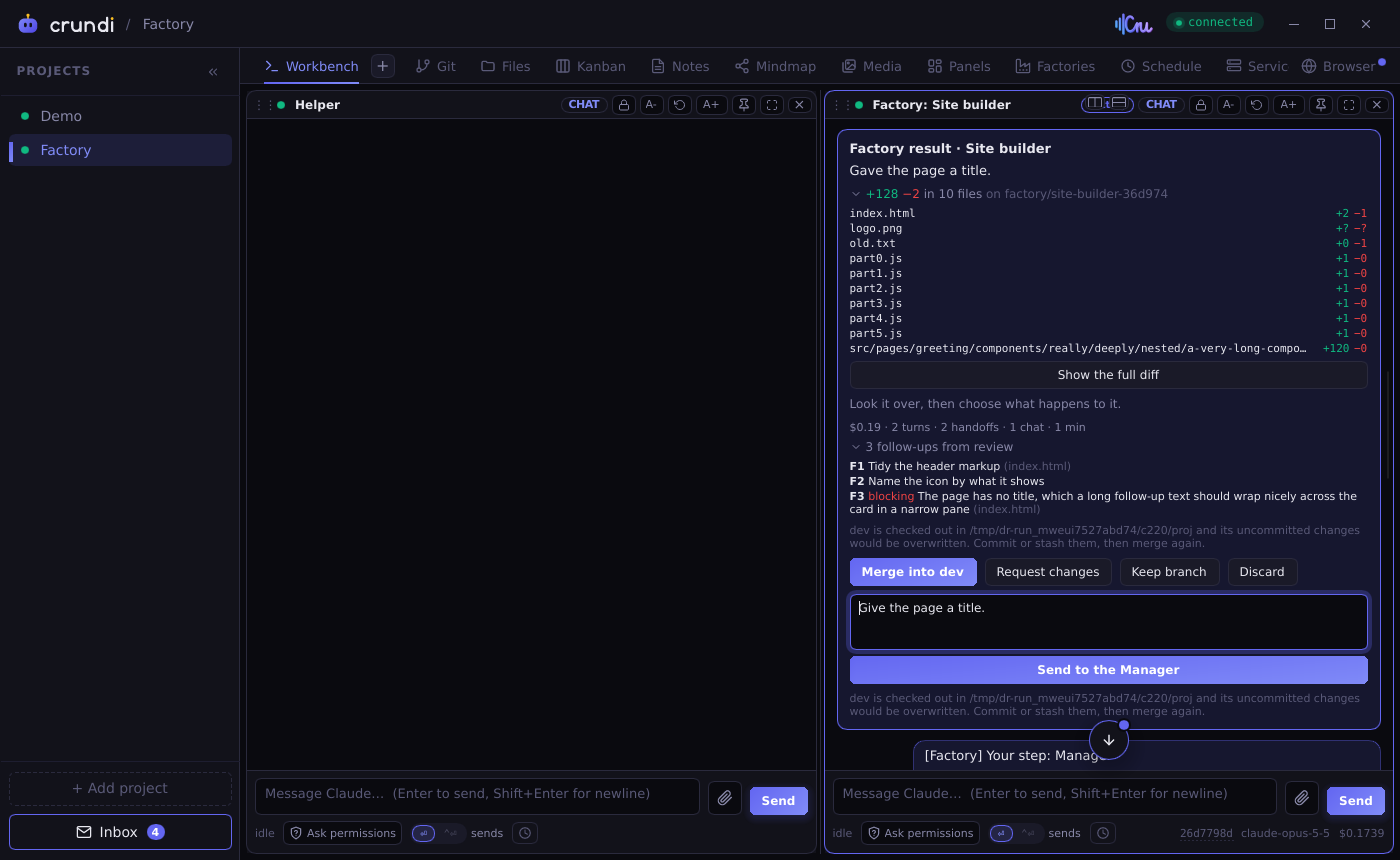 crundi / Factory
Cru
connected
PROJECTS
Demo
Factory
+ Add project
Inbox 4
Workbench
Git
Files
Kanban
Notes
Mindmap
Media
Panels
Factories
Schedule
Servic
Browser
Helper
CHAT
A-
A+
Message Claude… (Enter to send, Shift+Enter for newline)
Send
idle
Ask permissions
sends
Factory: Site builder
CHAT
A-
A+
Factory result · Site builder
Gave the page a title.
+128 −2 in 10 files on factory/site-builder-36d974
index.html +2 −1
logo.png +? −?
old.txt +0 −1
part0.js +1 −0
part1.js +1 −0
part2.js +1 −0
part3.js +1 −0
part4.js +1 −0
part5.js +1 −0
src/pages/greeting/components/really/deeply/nested/a-very-long-compo… +120 −0
Show the full diff
Look it over, then choose what happens to it.
$0.19 · 2 turns · 2 handoffs · 1 chat · 1 min
3 follow-ups from review
F1 Tidy the header markup (index.html)
F2 Name the icon by what it shows
F3 blocking The page has no title, which a long follow-up text should wrap nicely across the
card in a narrow pane (index.html)
dev is checked out in /tmp/dr-run_mweui7527abd74/c220/proj and its uncommitted changes
would be overwritten. Commit or stash them, then merge again.
Merge into dev
Request changes
Keep branch
Discard
Give the page a title.
Send to the Manager
dev is checked out in /tmp/dr-run_mweui7527abd74/c220/proj and its uncommitted changes
would be overwritten. Commit or stash them, then merge again.
[Factory] Your step: Manage
Message Claude… (Enter to send, Shift+Enter for newline)
Send
idle
Ask permissions
sends
26d7798d claude-opus-5-5 $0.1739